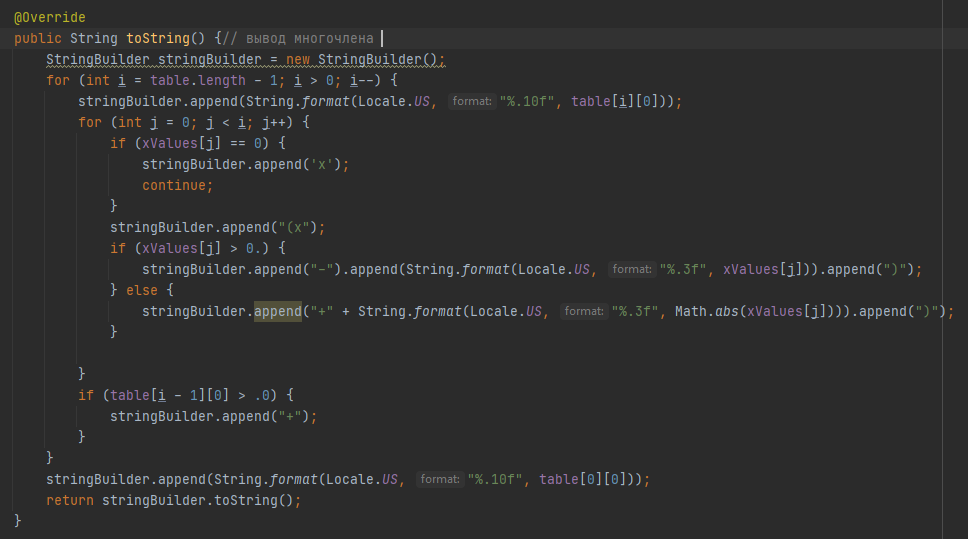 @Override
public String toString() {// вывод многочлена
StringBuilder stringBuilder = new StringBuilder();
for (int i = table.length - 1; i > 0; i--) {
stringBuilder.append(String.format(Locale.US, format: "%.10f", table[i][0]));
for (int j = 0; j < i; j++) {
if (xValues[j] == 0) {
stringBuilder.append('x');
continue;
}
stringBuilder.append("(x");
if (xValues[j] > 0.) {
stringBuilder.append("-").append(String.format(Locale.US, format: "%.3f", xValues[j])).append(")");
} else {
stringBuilder.append("+" + String.format(Locale.US, format: "%.3f", Math.abs(xValues[j]))).append(")");
}
}
if (table[i - 1][0] > .0) {
stringBuilder.append("+");
}
}
stringBuilder.append(String.format(Locale.US, format: "%.10f", table[0][0]));
return stringBuilder.toString();
}